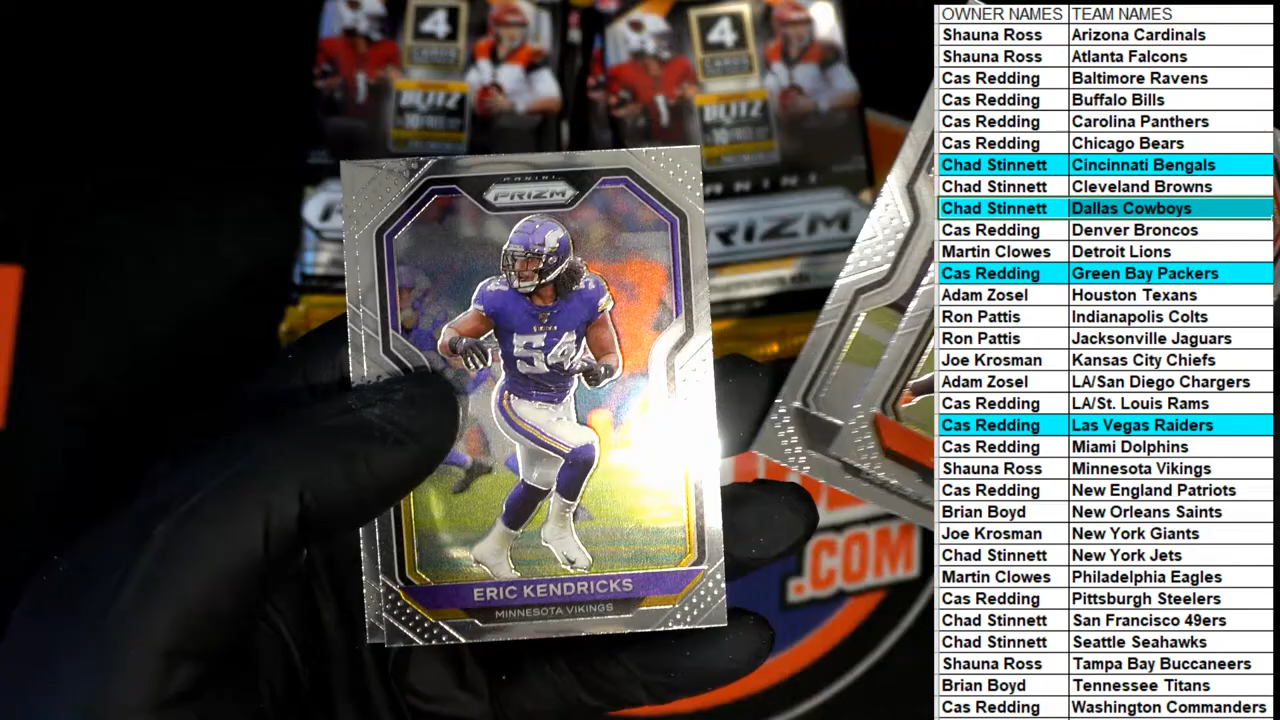 4
CARDS
BLITZ
4
CARDS
BLITZ
PANINI
PRIZM
PANINI
PRIZM
54
ERIC KENDRICKS
MINNESOTA VIKINGS
.COM
OWNER NAMES TEAM NAMES
Shauna Ross Arizona Cardinals
Shauna Ross Atlanta Falcons
Cas Redding Baltimore Ravens
Cas Redding Buffalo Bills
Cas Redding Carolina Panthers
Cas Redding Chicago Bears
Chad Stinnett Cincinnati Bengals
Chad Stinnett Cleveland Browns
Chad Stinnett Dallas Cowboys
Cas Redding Denver Broncos
Martin Clowes Detroit Lions
Cas Redding Green Bay Packers
Adam Zosel Houston Texans
Ron Pattis Indianapolis Colts
Ron Pattis Jacksonville Jaguars
Joe Krosman Kansas City Chiefs
Adam Zosel LA/San Diego Chargers
Cas Redding LA/St. Louis Rams
Cas Redding Las Vegas Raiders
Cas Redding Miami Dolphins
Shauna Ross Minnesota Vikings
Cas Redding New England Patriots
Brian Boyd New Orleans Saints
Joe Krosman New York Giants
Chad Stinnett New York Jets
Martin Clowes Philadelphia Eagles
Cas Redding Pittsburgh Steelers
Chad Stinnett San Francisco 49ers
Chad Stinnett Seattle Seahawks
Shauna Ross Tampa Bay Buccaneers
Brian Boyd Tennessee Titans
Cas Redding Washington Commanders